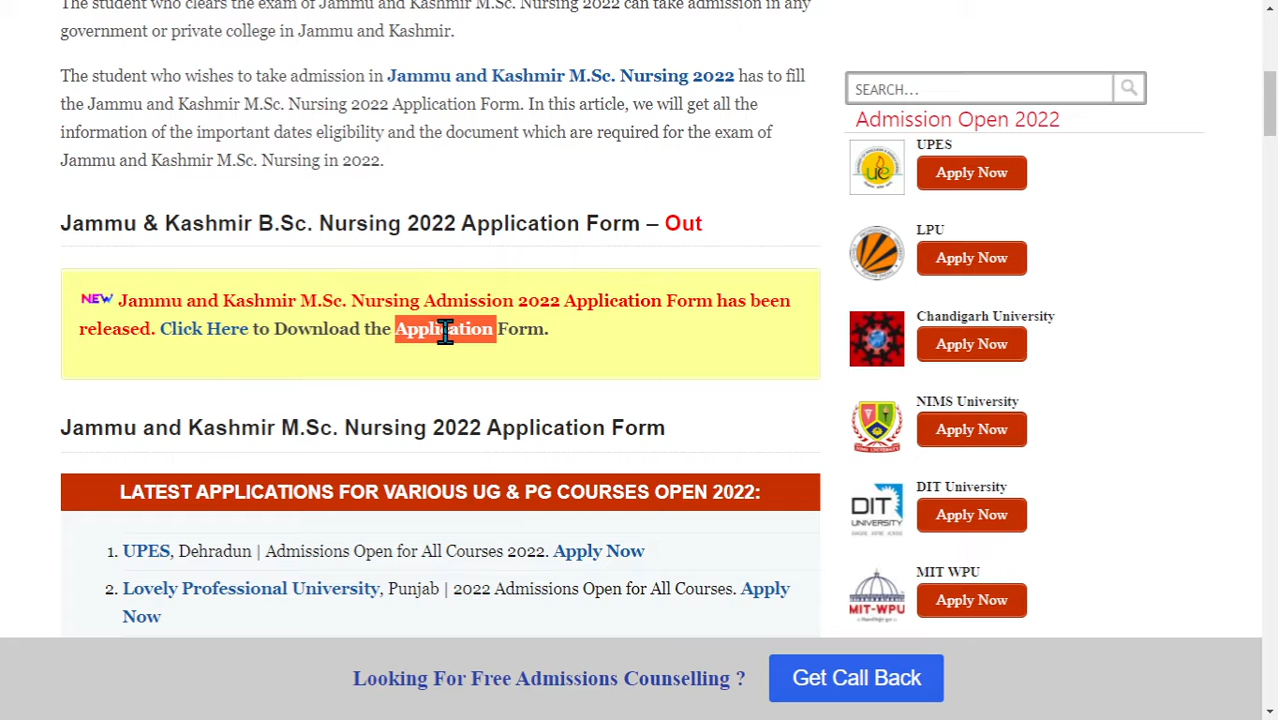 The student who clears the exam of Jammu and Kashmir M.Sc. Nursing 2022 can take admission in any
government or private college in Jammu and Kashmir.
The student who wishes to take admission in Jammu and Kashmir M.Sc. Nursing 2022 has to fill
the Jammu and Kashmir M.Sc. Nursing 2022 Application Form. In this article, we will get all the
information of the important dates eligibility and the document which are required for the exam of
Jammu and Kashmir M.Sc. Nursing in 2022.
Jammu & Kashmir B.Sc. Nursing 2022 Application Form – Out
NEW Jammu and Kashmir M.Sc. Nursing Admission 2022 Application Form has been
released. Click Here to Download the Application Form.
Jammu and Kashmir M.Sc. Nursing 2022 Application Form
LATEST APPLICATIONS FOR VARIOUS UG & PG COURSES OPEN 2022:
1. UPES, Dehradun | Admissions Open for All Courses 2022. Apply Now
2. Lovely Professional University, Punjab | 2022 Admissions Open for All Courses. Apply
Now
SEARCH...
Admission Open 2022
UPES
Apply Now
LPU
Apply Now
Chandigarh University
Apply Now
NIMS University
Apply Now
DIT University
DIT
UNIVERSITY
Apply Now
MIT WPU
MIT-WPU
Apply Now
Looking For Free Admissions Counselling ?
Get Call Back